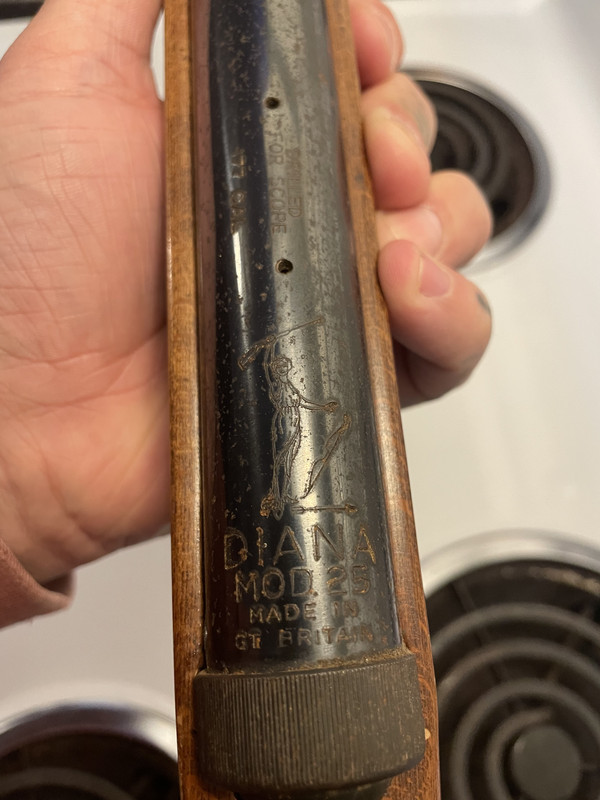 DRILLED
FOR SCOPE
DIANA
MOD.25
MADE IN
GT BRITAIN